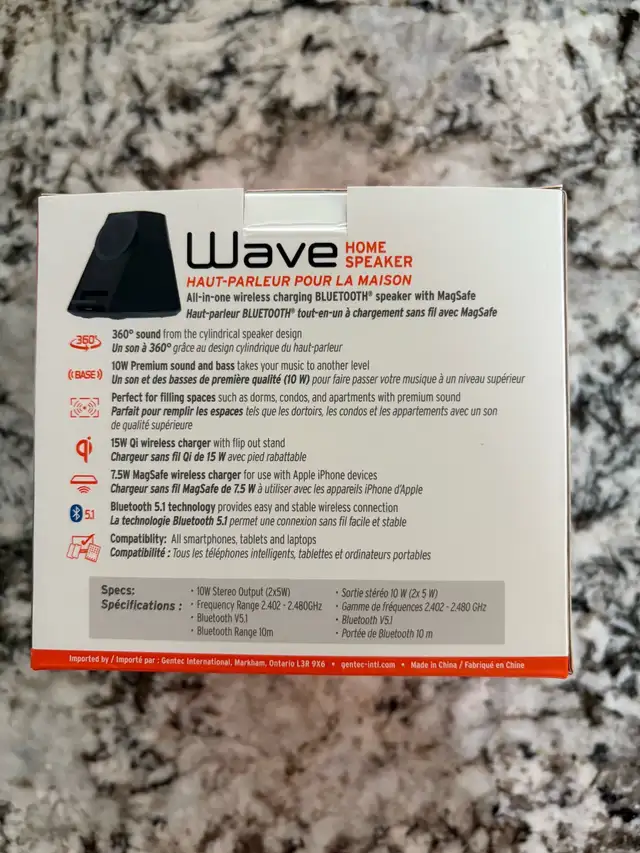 Wave HOME SPEAKER
HAUT-PARLEUR POUR LA MAISON
All-in-one wireless charging BLUETOOTH® speaker with MagSafe
Haut-parleur BLUETOOTH® tout-en-un à chargement sans fil avec MagSafe
360°
360° sound from the cylindrical speaker design
Un son à 360° grâce au design cylindrique du haut-parleur
(BASE)
10W Premium sound and bass takes your music to another level
Un son et des basses de première qualité (10 W) pour faire passer votre musique à un niveau supérieur
Perfect for filling spaces such as dorms, condos, and apartments with premium sound
Parfait pour remplir les espaces tels que les dortoirs, les condos et les appartements avec un son
de qualité supérieure
15W Qi wireless charger with flip out stand
Chargeur sans fil Qi de 15 W avec pied rabattable
7.5W MagSafe wireless charger for use with Apple iPhone devices
Chargeur sans fil MagSafe de 7.5 W à utiliser avec les appareils iPhone d'Apple
5.1
Bluetooth 5.1 technology provides easy and stable wireless connection
La technologie Bluetooth 5.1 permet une connexion sans fil facile et stable
Compatiblity: All smartphones, tablets and laptops
Compatibilité : Tous les téléphones intelligents, tablettes et ordinateurs portables
Specs:
Spécifications :
• 10W Stereo Output (2x5W)
• Frequency Range 2.402 - 2.480GHz
• Bluetooth V5.1
• Bluetooth Range 10m
• Sortie stéréo 10 W (2x 5 W)
• Gamme de fréquences 2.402 - 2.480 GHz
• Bluetooth V5.1
• Portée de Bluetooth 10 m
Imported by / Importé par : Gentec International, Markham, Ontario L3R 9X6 • gentec-intl.com • Made in China / Fabriqué en Chine